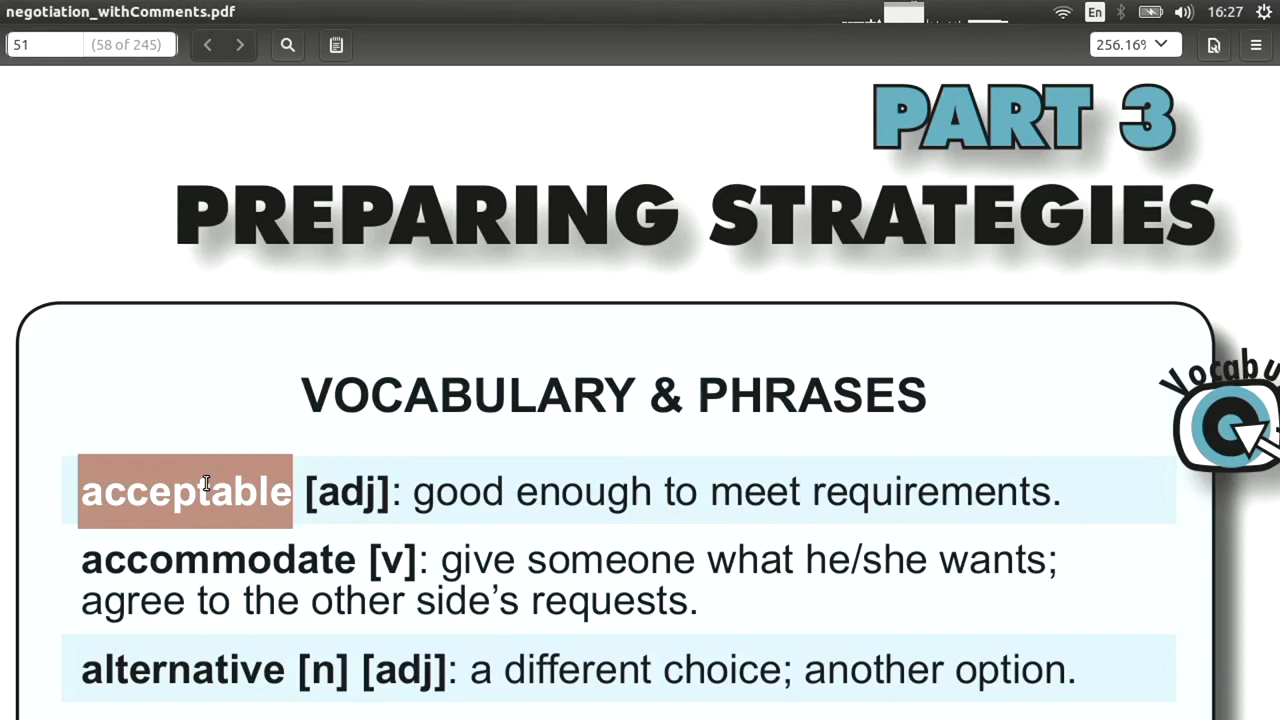 negotiation_withComments.pdf
En
16:27
51
(58 of 245)
256.16%
PART 3
PREPARING STRATEGIES
VOCABULARY & PHRASES
Vocabu
acceptable [adj]: good enough to meet requirements.
accommodate [v]: give someone what he/she wants;
agree to the other side's requests.
alternative [n] [adj]: a different choice; another option.